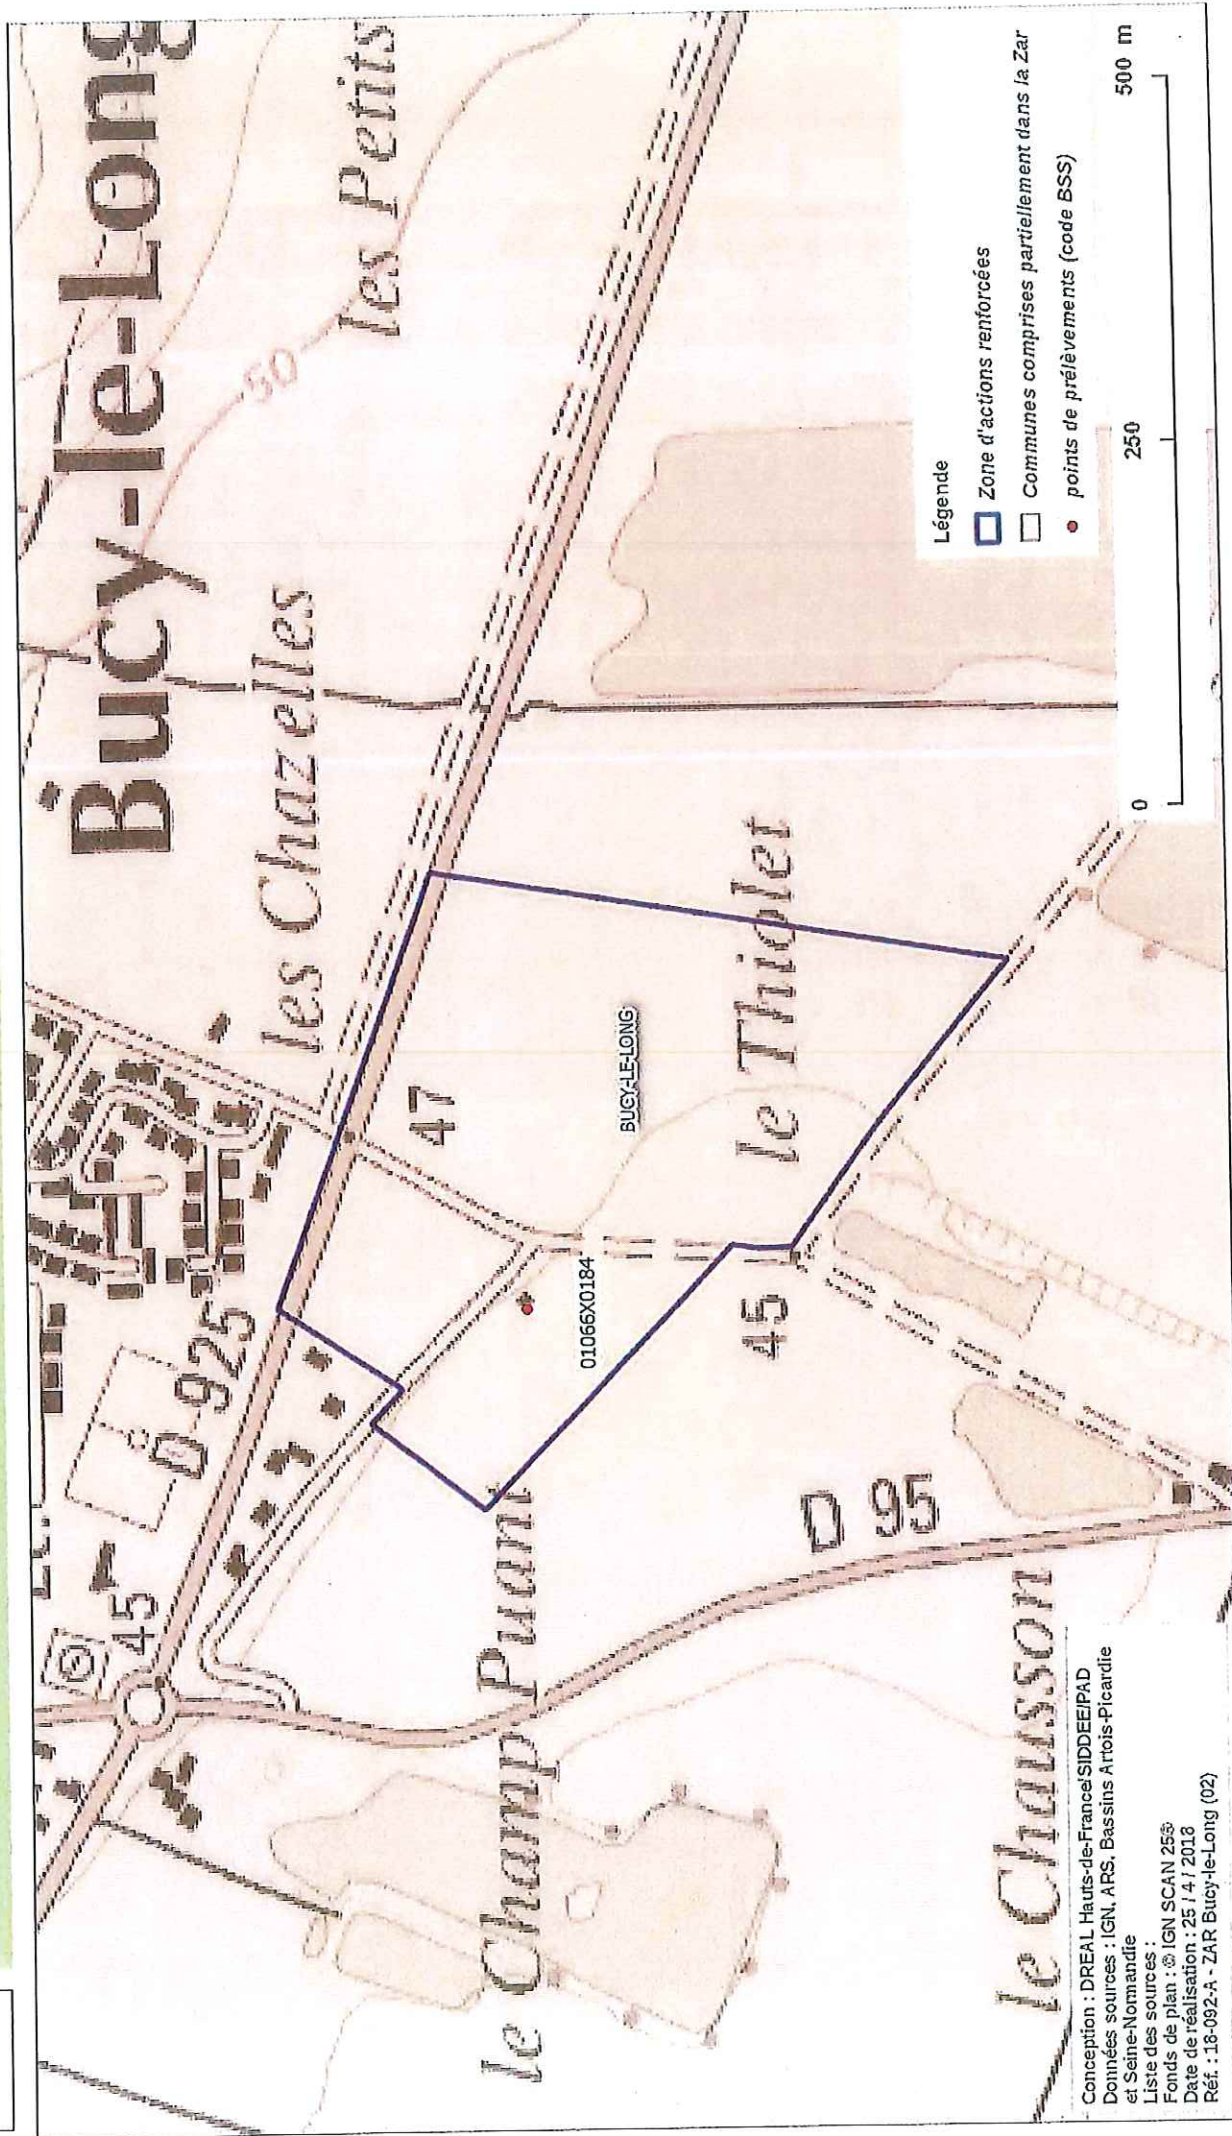 Bucy-le-Long
les Petits
50
les Chazelles
D 925
45
47
BUCY-LE-LONG
le Thiolet
01066X0184
45
le Champ Puant
D 95
le Chausson
Légende
Zone d'actions renforcées
Communes comprises partiellement dans la Zar
points de prélèvements (code BSS)
0 250 500 m
Conception : DREAL Hauts-de-France/SIDDEE/PAD
Données sources : IGN, ARS, Bassins Artois-Picardie
et Seine-Normandie
Liste des sources :
Fonds de plan : © IGN SCAN 25®
Date de réalisation : 25 / 4 / 2018
Réf. : 18-092-A - ZAR Bucy-le-Long (02)